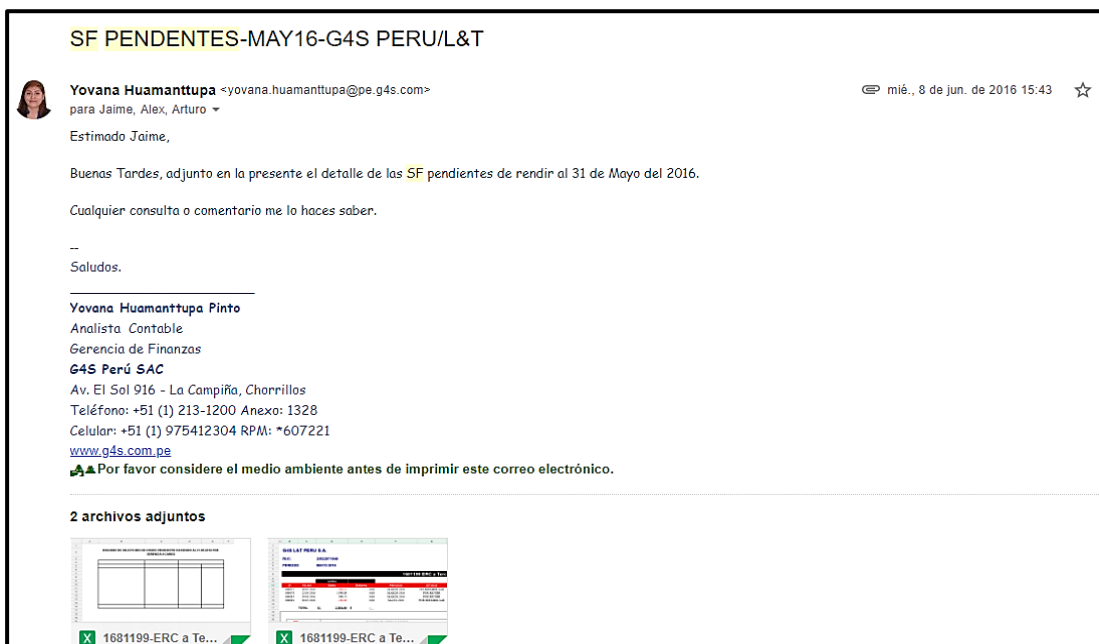 SF PENDENTES-MAY16-G4S PERU/L&T
Yovana Huamanttupa <yovana.huamanttupa@pe.g4s.com>
mié., 8 de jun. de 2016 15:43
para Jaime, Alex, Arturo
Estimado Jaime,
Buenas Tardes, adjunto en la presente el detalle de las SF pendientes de rendir al 31 de Mayo del 2016.
Cualquier consulta o comentario me lo haces saber.
--
Saludos.
Yovana Huamanttupa Pinto
Analista Contable
Gerencia de Finanzas
G4S Perú SAC
Av. El Sol 916 - La Campiña, Chorrillos
Teléfono: +51 (1) 213-1200 Anexo: 1328
Celular: +51 (1) 975412304 RPM: *607221
www.g4s.com.pe
Por favor considere el medio ambiente antes de imprimir este correo electrónico.
2 archivos adjuntos
G4S L&T PERU S.A.
1681199-ERC a Te...
1681199-ERC a Te...